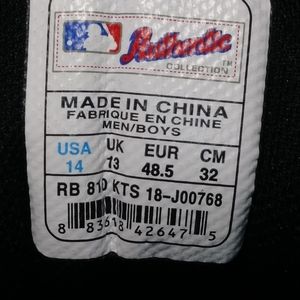 Authentic
COLLECTION
MADE IN CHINA
FABRIQUE EN CHINE
MEN/BOYS
USA UK EUR CM
14 13 48.5 32
RB 810 KTS 18-J00768
8 83618 42647 5